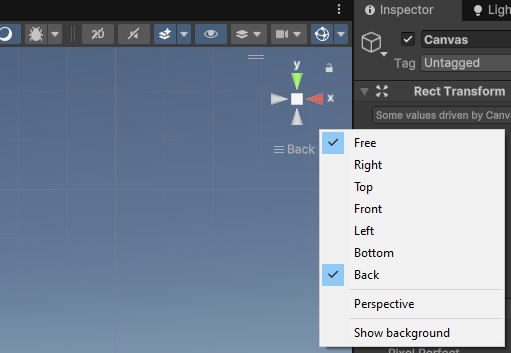 Inspector
Ligh
2D
Canvas
Tag Untagged
y
x
Rect Transform
Some values driven by Canv
Back
Free
Right
Top
Front
Left
Bottom
Back
Perspective
Show background
Pixel Perfect